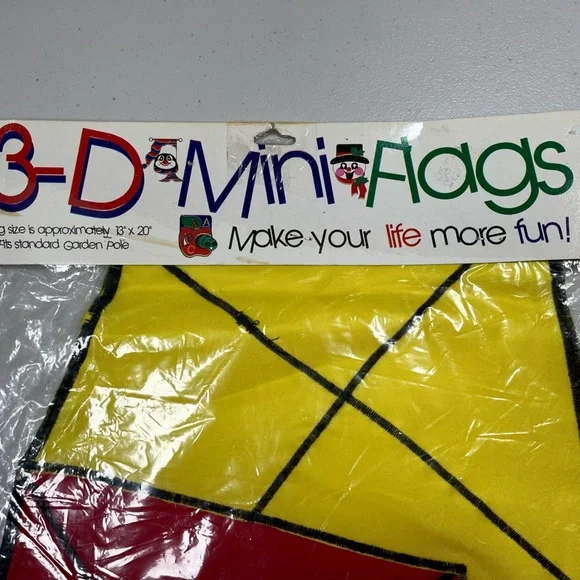 3-D Mini Flags
g size is approximately 13" x 20"
Fits standard Garden Pole
A
Make your life more fun!